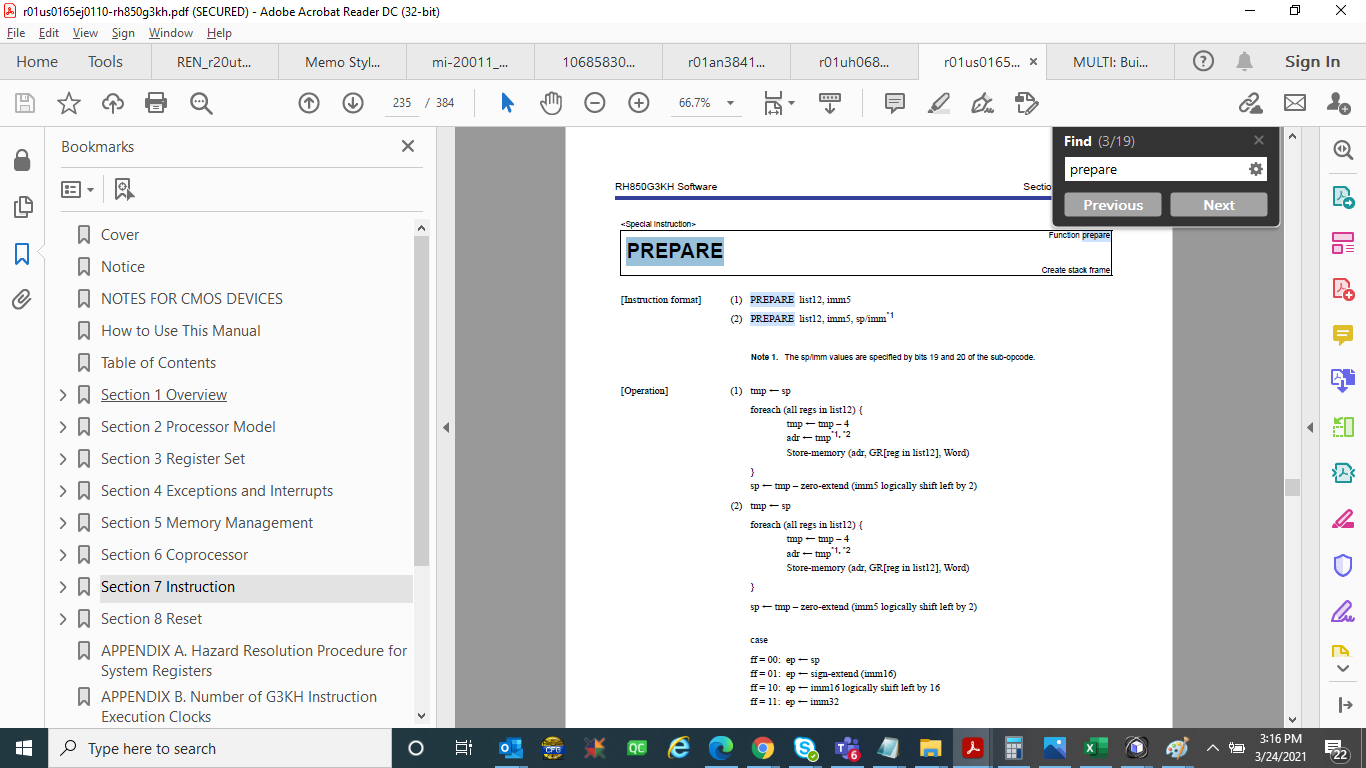 r01us0165ej0110-rh850g3kh.pdf (SECURED) - Adobe Acrobat Reader DC (32-bit)
File Edit View Sign Window Help
Home Tools REN_r20ut... Memo Styl... mi-20011_... 10685830... r01an3841... r01uh068... r01us0165... × MULTI: Bui... Sign In
235 / 384 66.7%
Bookmarks
Cover
Notice
NOTES FOR CMOS DEVICES
How to Use This Manual
Table of Contents
Section 1 Overview
Section 2 Processor Model
Section 3 Register Set
Section 4 Exceptions and Interrupts
Section 5 Memory Management
Section 6 Coprocessor
Section 7 Instruction
Section 8 Reset
APPENDIX A. Hazard Resolution Procedure for
System Registers
APPENDIX B. Number of G3KH Instruction
Execution Clocks
Find (3/19)
prepare
Previous Next
RH850G3KH Software Sectio
<Special Instruction>
PREPARE
Function prepare
Create stack frame
[Instruction format] (1) PREPARE list12, imm5
(2) PREPARE list12, imm5, sp/imm*1
Note 1. The sp/imm values are specified by bits 19 and 20 of the sub-opcode.
[Operation] (1) tmp ← sp
foreach (all regs in list12) {
tmp ← tmp – 4
adr ← tmp*1, *2
Store-memory (adr, GR[reg in list12], Word)
}
sp ← tmp – zero-extend (imm5 logically shift left by 2)
(2) tmp ← sp
foreach (all regs in list12) {
tmp ← tmp – 4
adr ← tmp*1, *2
Store-memory (adr, GR[reg in list12], Word)
}
sp ← tmp – zero-extend (imm5 logically shift left by 2)
case
ff = 00: ep ← sp
ff = 01: ep ← sign-extend (imm16)
ff = 10: ep ← imm16 logically shift left by 16
ff = 11: ep ← imm32
Type here to search
QC
6
3:16 PM
3/24/2021
22